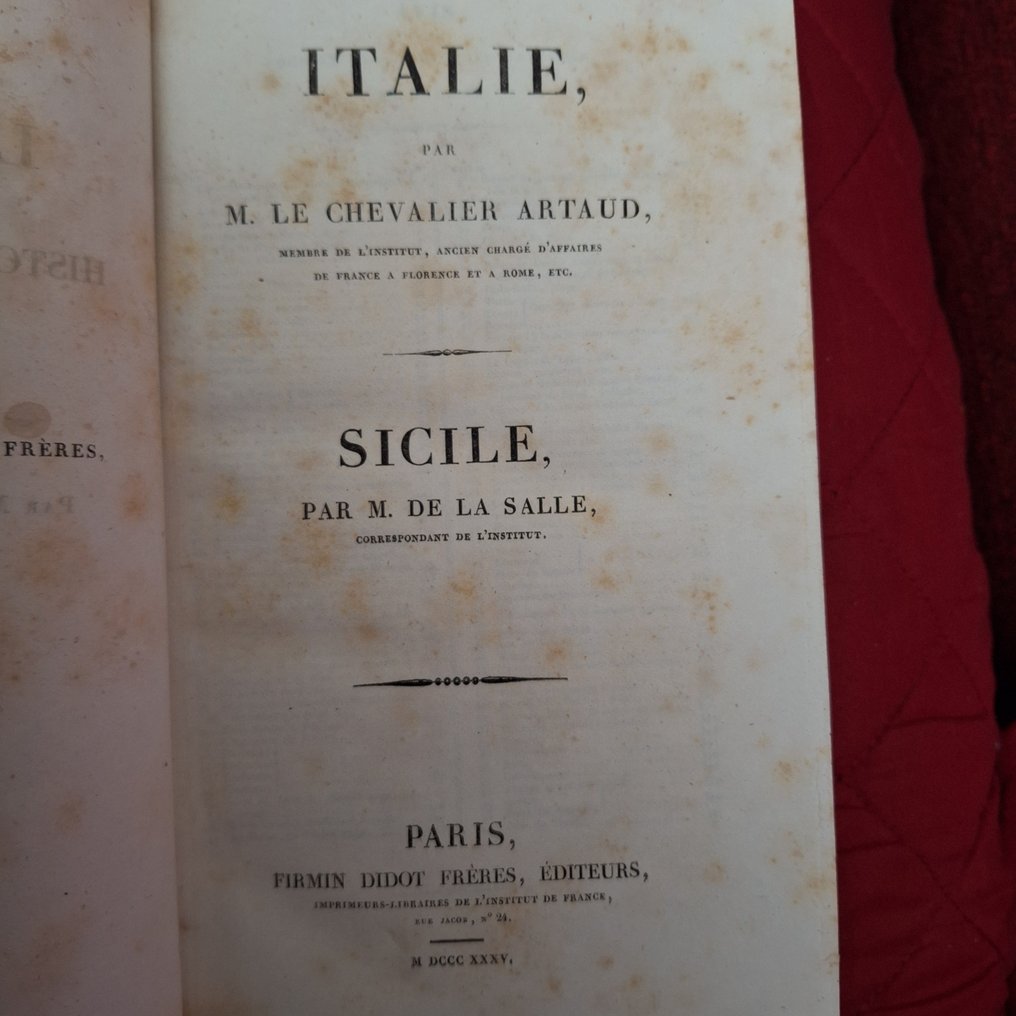 FRÈRES,
ITALIE,
PAR
M. LE CHEVALIER ARTAUD,
MEMBRE DE L'INSTITUT, ANCIEN CHARGÉ D'AFFAIRES
DE FRANCE A FLORENCE ET A ROME, ETC.
SICILE,
PAR M. DE LA SALLE,
CORRESPONDANT DE L'INSTITUT.
PARIS,
FIRMIN DIDOT FRÈRES, ÉDITEURS,
IMPRIMEURS-LIBRAIRES DE L'INSTITUT DE FRANCE,
RUE JACOB, Nº 24.
M DCCC XXXV.